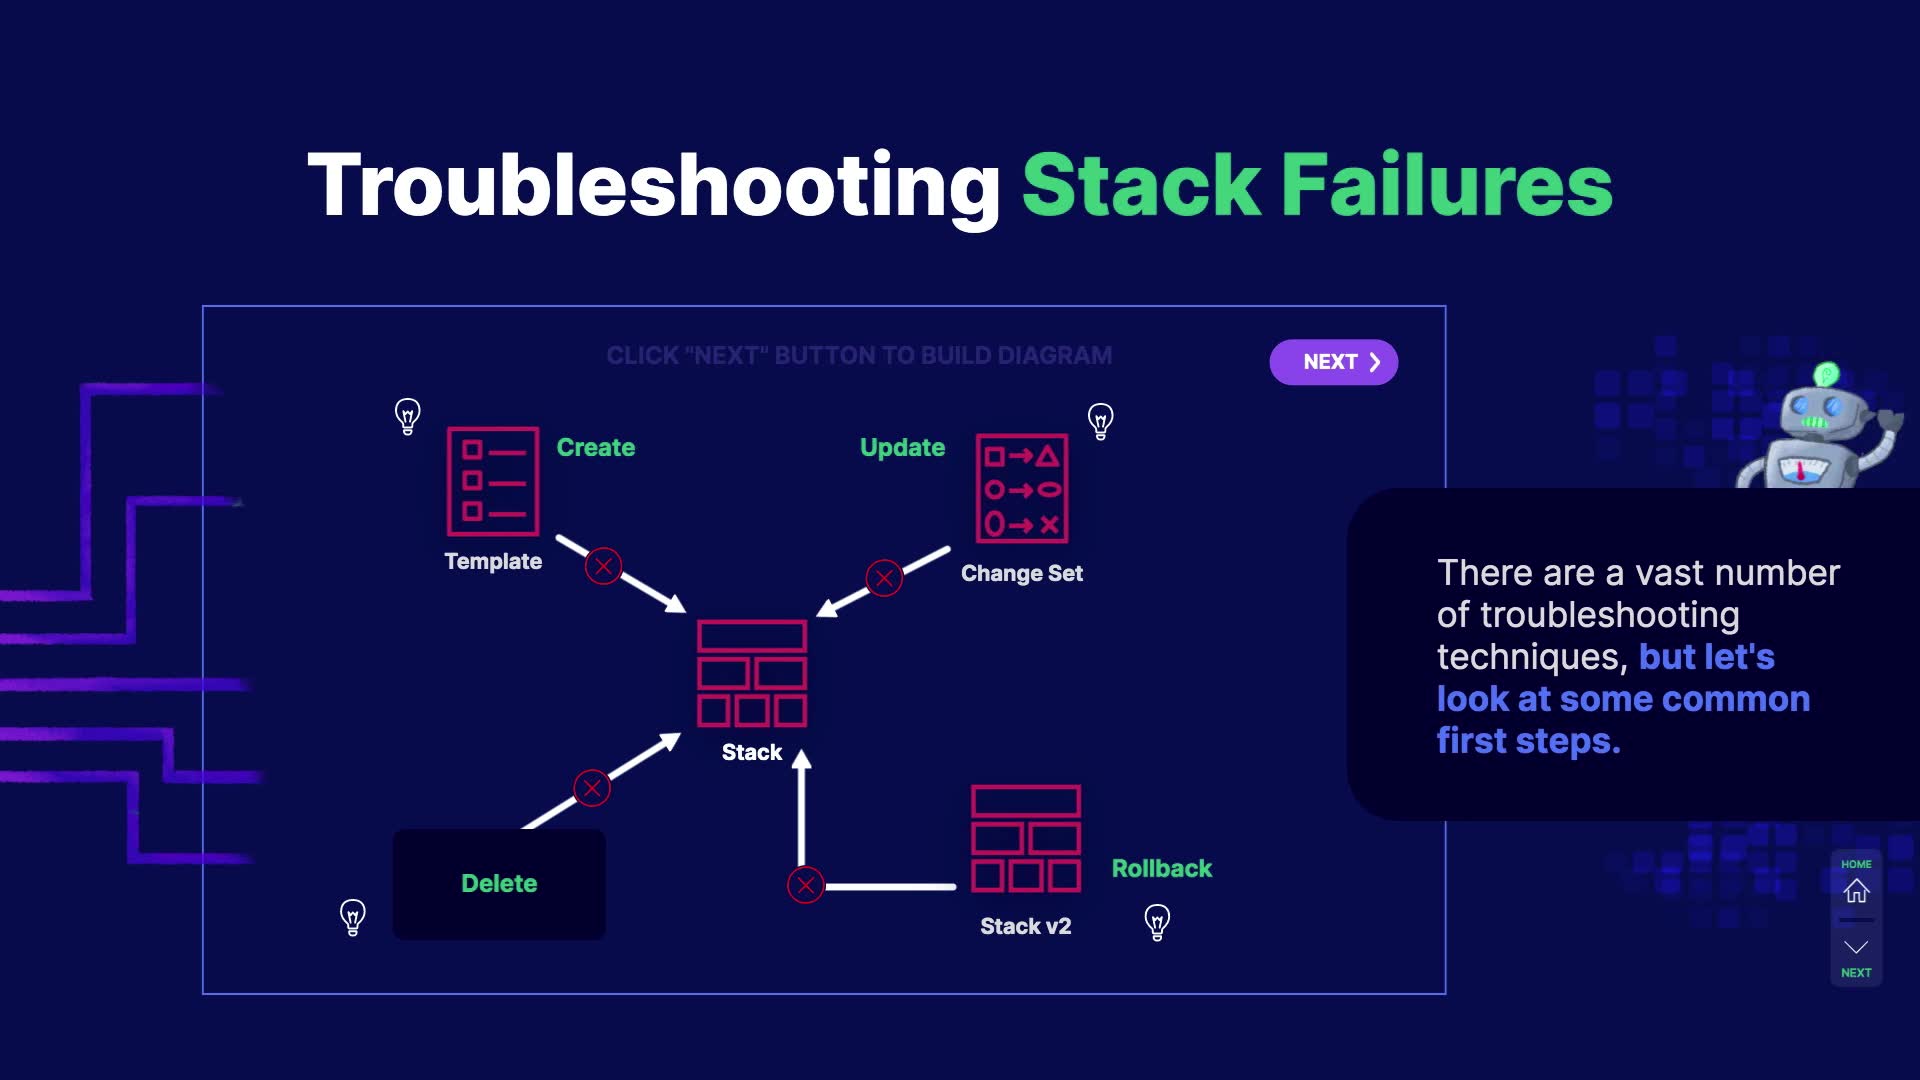 Troubleshooting Stack Failures
CLICK "NEXT" BUTTON TO BUILD DIAGRAM
NEXT
Create
Update
Template
Change Set
There are a vast number
of troubleshooting
techniques, but let's
look at some common
first steps.
Stack
Delete
Rollback
Stack v2
HOME
NEXT